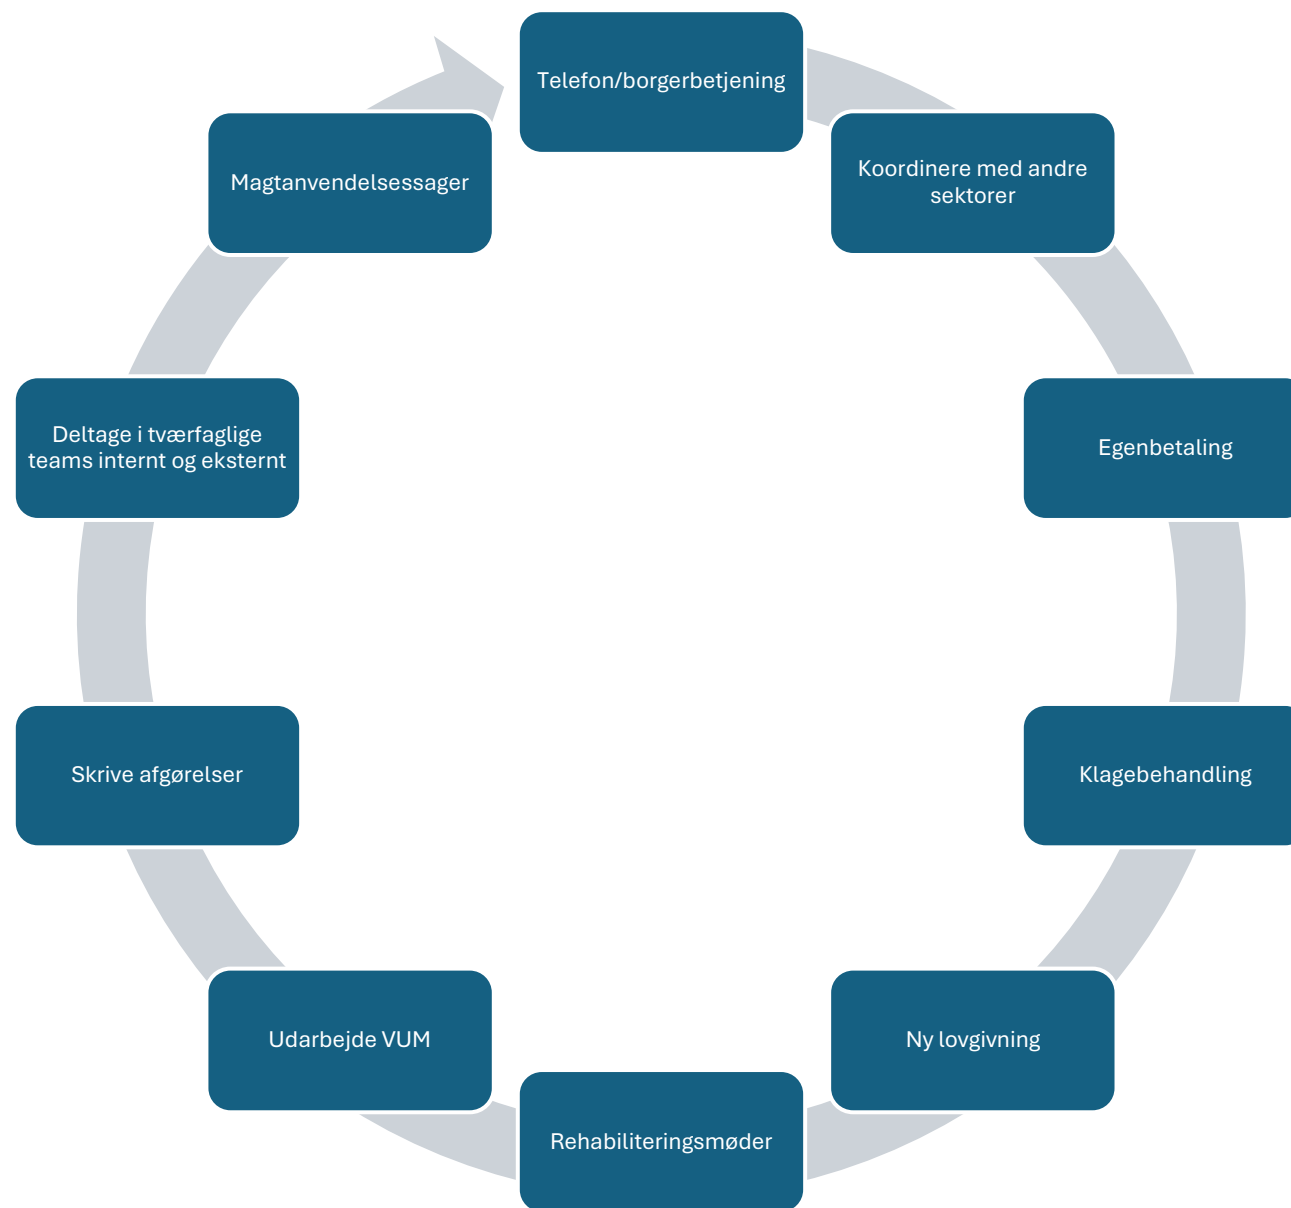 Telefon/borgerbetjening
Koordinere med andre
sektorer
Egenbetaling
Klagebehandling
Ny lovgivning
Rehabiliteringsmøder
Udarbejde VUM
Skrive afgørelser
Deltage i tværfaglige
teams internt og eksternt
Magtanvendelsessager